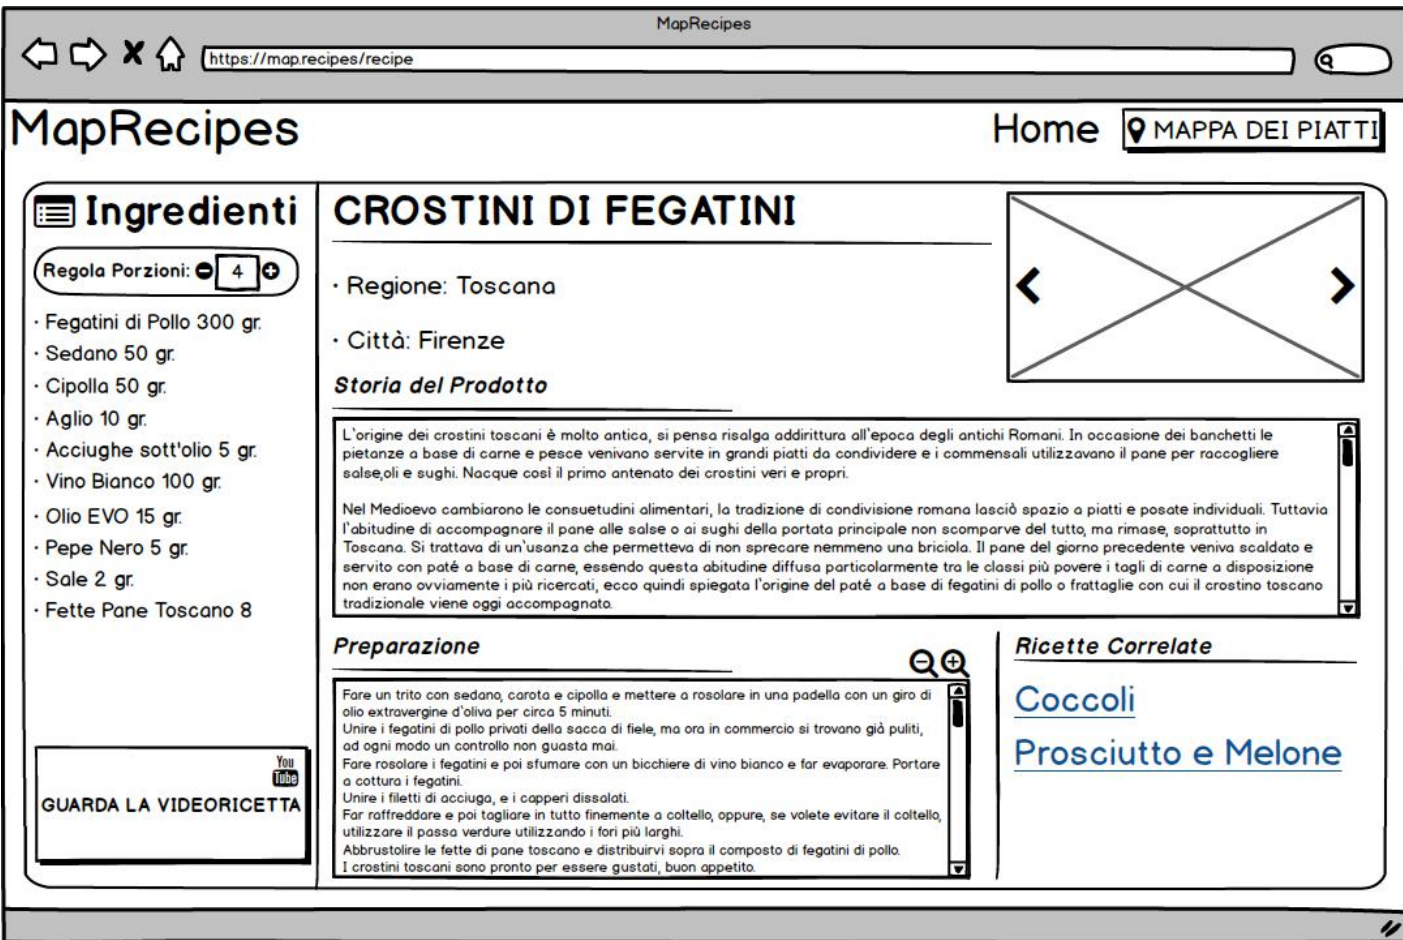 MapRecipes
https://map.recipes/recipe
MapRecipes
Home
MAPPA DEI PIATTI
Ingredienti
Regola Porzioni: 4
· Fegatini di Pollo 300 gr.
· Sedano 50 gr.
· Cipolla 50 gr.
· Aglio 10 gr.
· Acciughe sott'olio 5 gr.
· Vino Bianco 100 gr.
· Olio EVO 15 gr.
· Pepe Nero 5 gr.
· Sale 2 gr.
· Fette Pane Toscano 8
You
Tube
GUARDA LA VIDEORICETTA
CROSTINI DI FEGATINI
· Regione: Toscana
· Città: Firenze
Storia del Prodotto
L'origine dei crostini toscani è molto antica, si pensa risalga addirittura all'epoca degli antichi Romani. In occasione dei banchetti le
pietanze a base di carne e pesce venivano servite in grandi piatti da condividere e i commensali utilizzavano il pane per raccogliere
salse,oli e sughi. Nacque così il primo antenato dei crostini veri e propri.
Nel Medioevo cambiarono le consuetudini alimentari, la tradizione di condivisione romana lasciò spazio a piatti e posate individuali. Tuttavia
l'abitudine di accompagnare il pane alle salse o ai sughi della portata principale non scomparve del tutto, ma rimase, soprattutto in
Toscana. Si trattava di un'usanza che permetteva di non sprecare nemmeno una briciola. Il pane del giorno precedente veniva scaldato e
servito con paté a base di carne, essendo questa abitudine diffusa particolarmente tra le classi più povere i tagli di carne a disposizione
non erano ovviamente i più ricercati, ecco quindi spiegata l'origine del paté a base di fegatini di pollo o frattaglie con cui il crostino toscano
tradizionale viene oggi accompagnato.
Preparazione
Fare un trito con sedano, carota e cipolla e mettere a rosolare in una padella con un giro di
olio extravergine d'oliva per circa 5 minuti.
Unire i fegatini di pollo privati della sacca di fiele, ma ora in commercio si trovano già puliti,
ad ogni modo un controllo non guasta mai.
Fare rosolare i fegatini e poi sfumare con un bicchiere di vino bianco e far evaporare. Portare
a cottura i fegatini.
Unire i filetti di acciuga, e i capperi dissalati.
Far raffreddare e poi tagliare in tutto finemente a coltello, oppure, se volete evitare il coltello,
utilizzare il passa verdure utilizzando i fori più larghi.
Abbrustolire le fette di pane toscano e distribuirvi sopra il composto di fegatini di pollo.
I crostini toscani sono pronto per essere gustati, buon appetito.
Ricette Correlate
Coccoli
Prosciutto e Melone